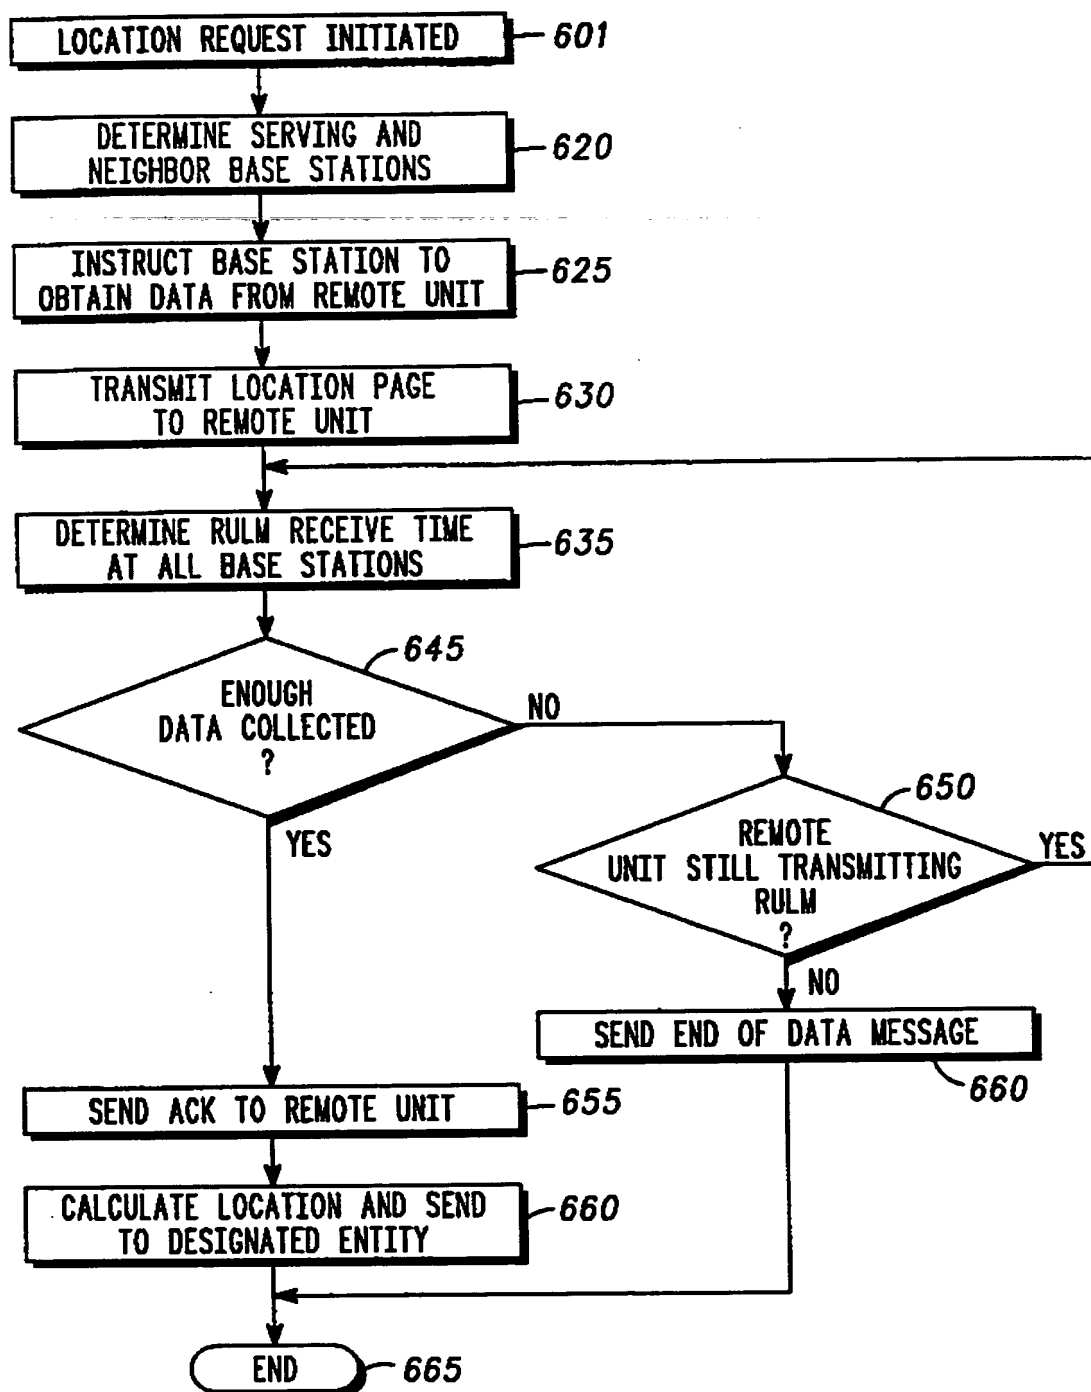 LOCATION REQUEST INITIATED
601
DETERMINE SERVING AND
NEIGHBOR BASE STATIONS
620
INSTRUCT BASE STATION TO
OBTAIN DATA FROM REMOTE UNIT
625
TRANSMIT LOCATION PAGE
TO REMOTE UNIT
630
DETERMINE RULM RECEIVE TIME
AT ALL BASE STATIONS
635
645
ENOUGH
DATA COLLECTED
?
NO
YES
650
REMOTE
UNIT STILL TRANSMITTING
RULM
?
YES
NO
SEND END OF DATA MESSAGE
660
SEND ACK TO REMOTE UNIT
655
CALCULATE LOCATION AND SEND
TO DESIGNATED ENTITY
660
END
665